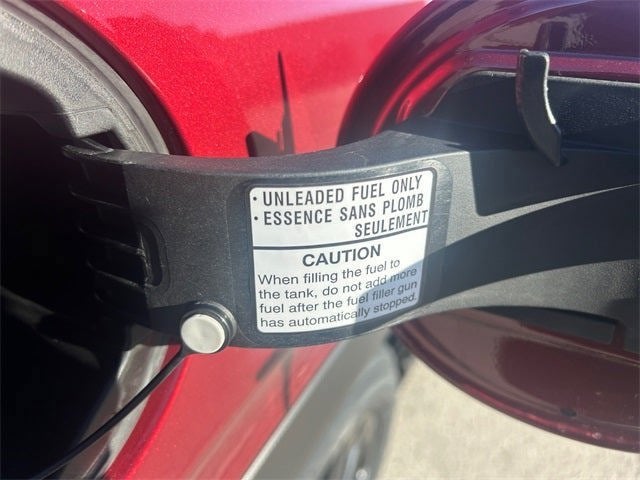 · UNLEADED FUEL ONLY
· ESSENCE SANS PLOMB
SEULEMENT
CAUTION
When filling the fuel to
the tank, do not add more
fuel after the fuel filler gun
has automatically stopped.